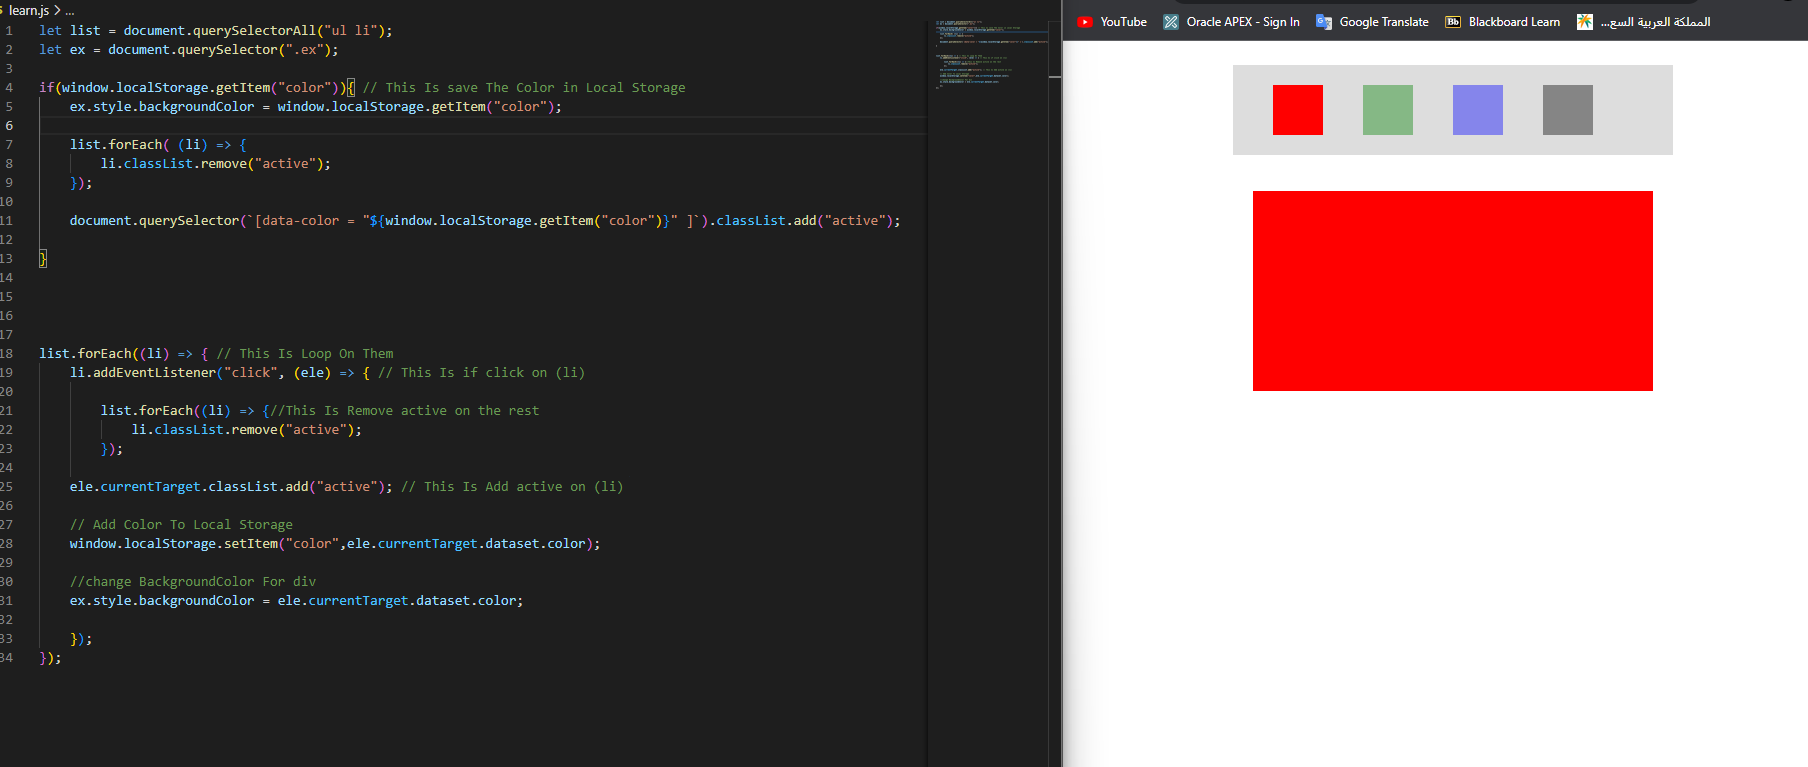 learn.js > ...
1 let list = document.querySelectorAll("ul li");
2 let ex = document.querySelector(".ex");
3
4 if(window.localStorage.getItem("color")){ // This Is save The Color in Local Storage
5 ex.style.backgroundColor = window.localStorage.getItem("color");
6
7 list.forEach( (li) => {
8 li.classList.remove("active");
9 });
10
11 document.querySelector(`[data-color = "${window.localStorage.getItem("color")}" ]`).classList.add("active");
12
13 }
14
15
16
17
18 list.forEach((li) => { // This Is Loop On Them
19 li.addEventListener("click", (ele) => { // This Is if click on (li)
20
21 list.forEach((li) => {//This Is Remove active on the rest
22 li.classList.remove("active");
23 });
24
25 ele.currentTarget.classList.add("active"); // This Is Add active on (li)
26
27 // Add Color To Local Storage
28 window.localStorage.setItem("color",ele.currentTarget.dataset.color);
29
30 //change BackgroundColor For div
31 ex.style.backgroundColor = ele.currentTarget.dataset.color;
32
33 });
34 });
YouTube
Oracle APEX - Sign In
Google Translate
Bb Blackboard Learn
المملكة العربية السع...